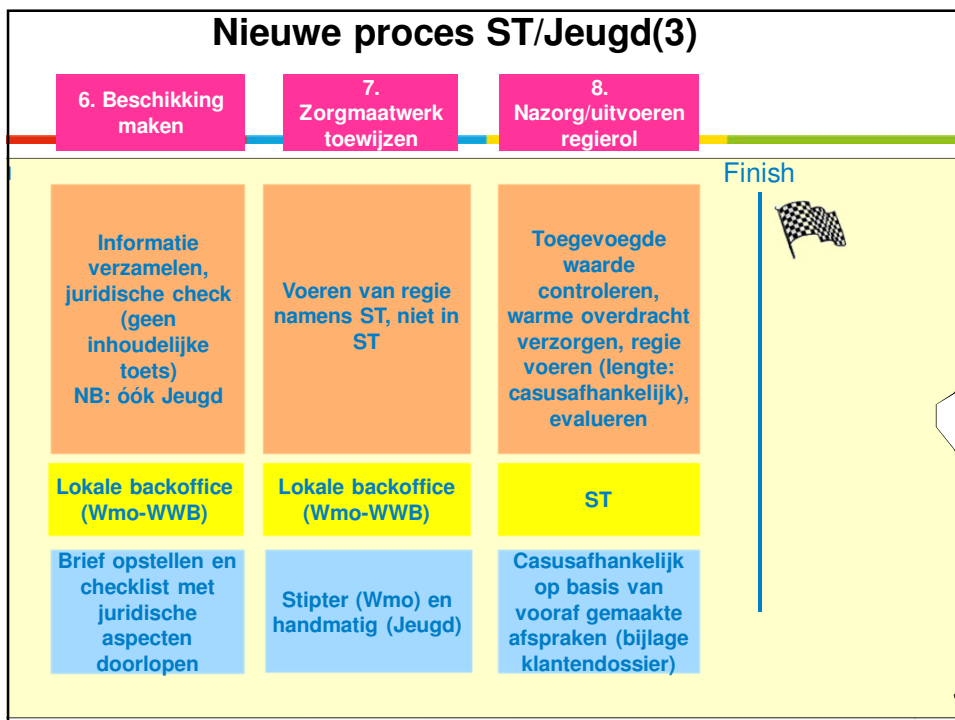 Nieuwe proces ST/Jeugd(3)
6. Beschikking
maken
7.
Zorgmaatwerk
toewijzen
8.
Nazorg/uitvoeren
regierol
Finish
Informatie
verzamelen,
juridische check
(geen
inhoudelijke
toets)
NB: óók Jeugd
Voeren van regie
namens ST, niet in
ST
Toegevoegde
waarde
controleren,
warme overdracht
verzorgen, regie
voeren (lengte:
casusafhankelijk),
evalueren
Lokale backoffice
(Wmo-WWB)
Lokale backoffice
(Wmo-WWB)
ST
Brief opstellen en
checklist met
juridische
aspecten
doorlopen
Stipter (Wmo) en
handmatig (Jeugd)
Casusafhankelijk
op basis van
vooraf gemaakte
afspraken (bijlage
klantendossier)